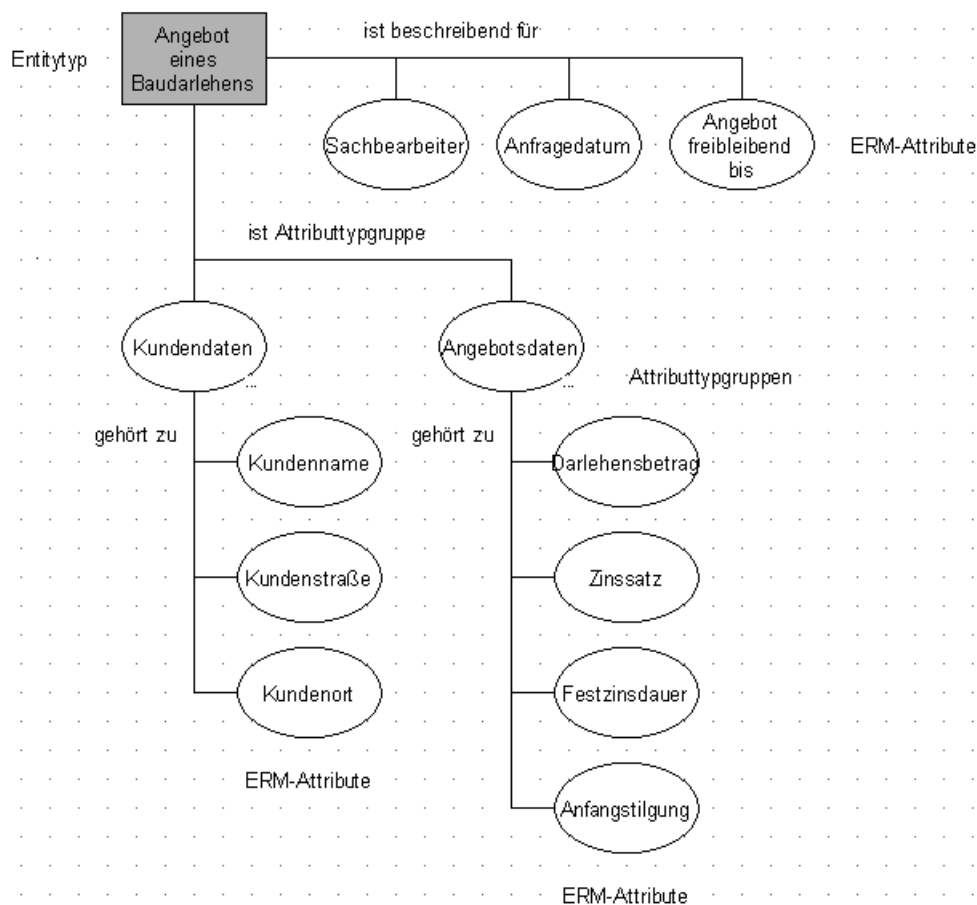 Angebot
eines
Baudarlehens
Entitytyp
ist beschreibend für
Sachbearbeiter
Anfragedatum
Angebot
freibleibend
bis
ERM-Attribute
ist Attributtypgruppe
Kundendaten
...
Angebotsdaten
...
Attributtypgruppen
gehört zu
Kundenname
Kundenstraße
Kundenort
ERM-Attribute
gehört zu
Darlehensbetrag
Zinssatz
Festzinsdauer
Anfangstilgung
ERM-Attribute